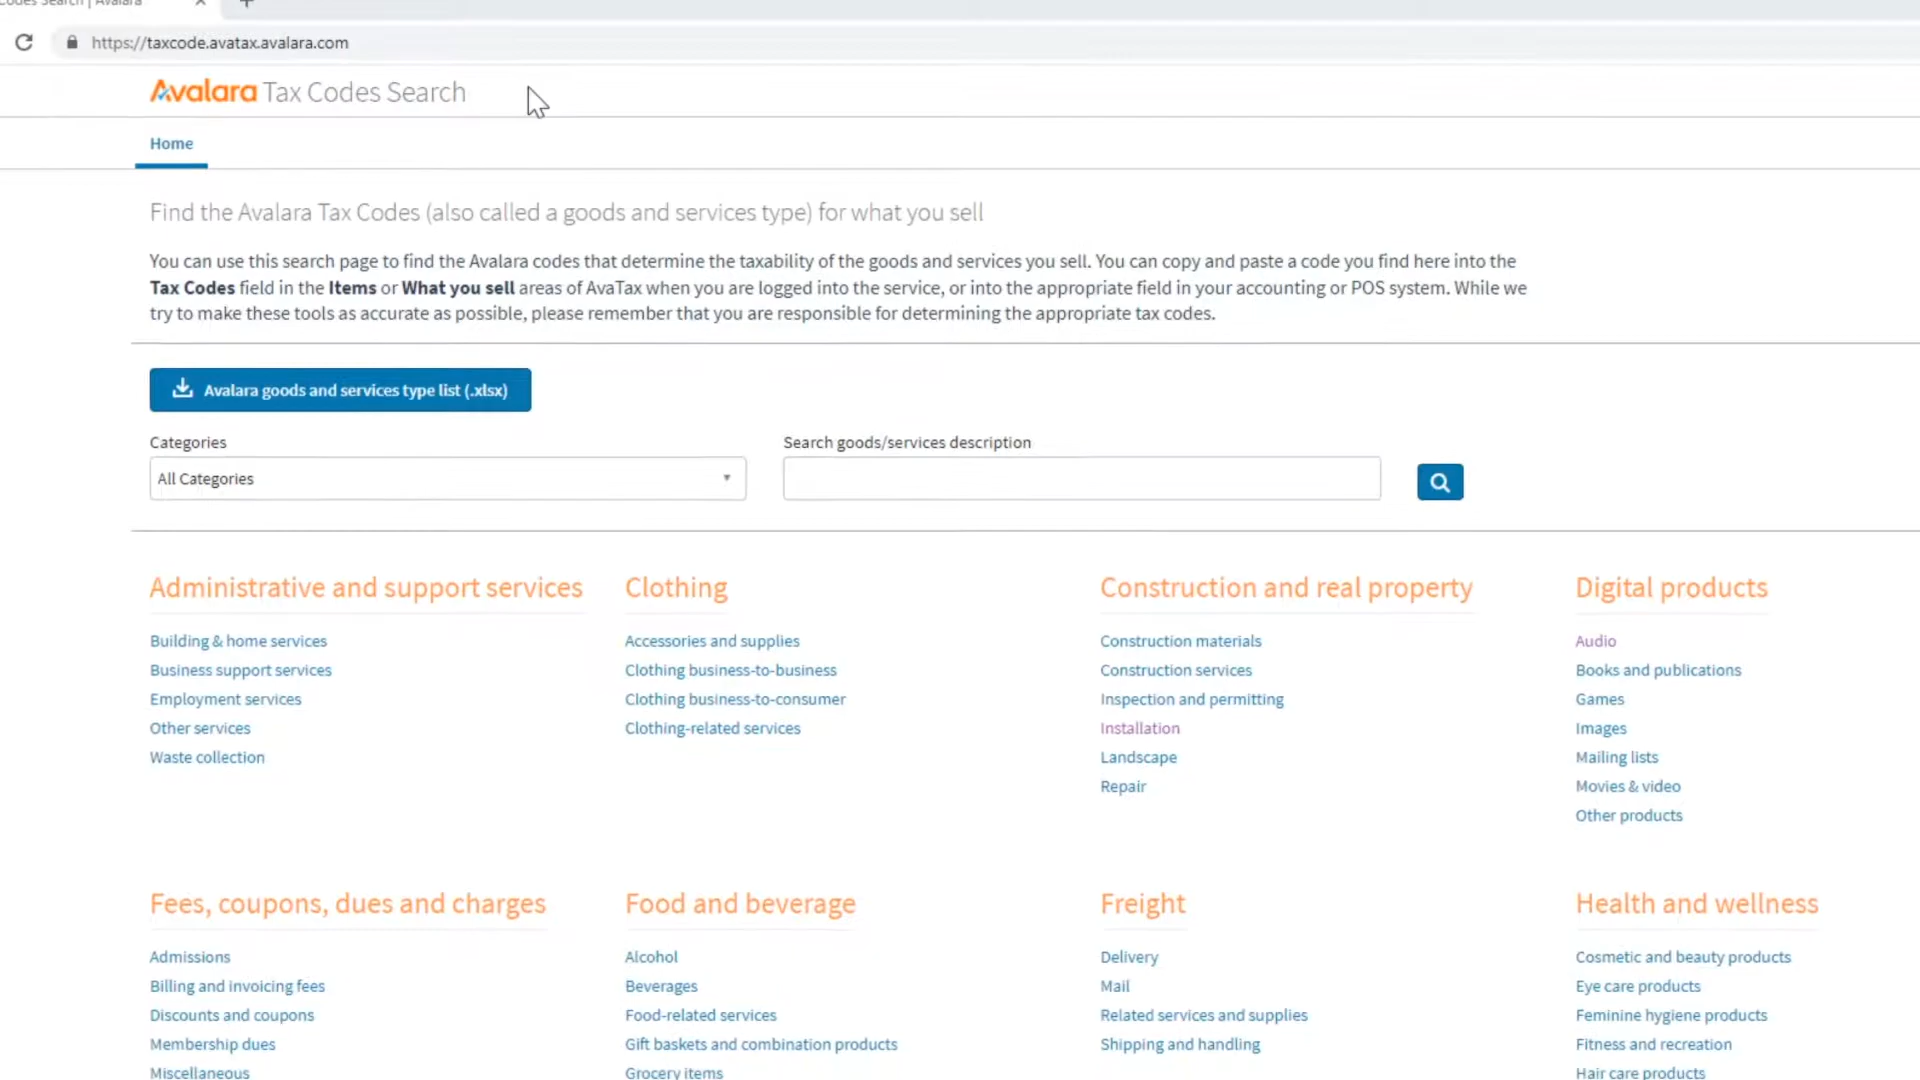 Codes Search | Avalara
https://taxcode.avatax.avalara.com
Avalara Tax Codes Search
Home
Find the Avalara Tax Codes (also called a goods and services type) for what you sell
You can use this search page to find the Avalara codes that determine the taxability of the goods and services you sell. You can copy and paste a code you find here into the
Tax Codes field in the Items or What you sell areas of AvaTax when you are logged into the service, or into the appropriate field in your accounting or POS system. While we
try to make these tools as accurate as possible, please remember that you are responsible for determining the appropriate tax codes.
Avalara goods and services type list (.xlsx)
Categories
All Categories
Search goods/services description
Administrative and support services
Building & home services
Business support services
Employment services
Other services
Waste collection
Clothing
Accessories and supplies
Clothing business-to-business
Clothing business-to-consumer
Clothing-related services
Construction and real property
Construction materials
Construction services
Inspection and permitting
Installation
Landscape
Repair
Digital products
Audio
Books and publications
Games
Images
Mailing lists
Movies & video
Other products
Fees, coupons, dues and charges
Admissions
Billing and invoicing fees
Discounts and coupons
Membership dues
Miscellaneous
Food and beverage
Alcohol
Beverages
Food-related services
Gift baskets and combination products
Grocery items
Freight
Delivery
Mail
Related services and supplies
Shipping and handling
Health and wellness
Cosmetic and beauty products
Eye care products
Feminine hygiene products
Fitness and recreation
Hair care products